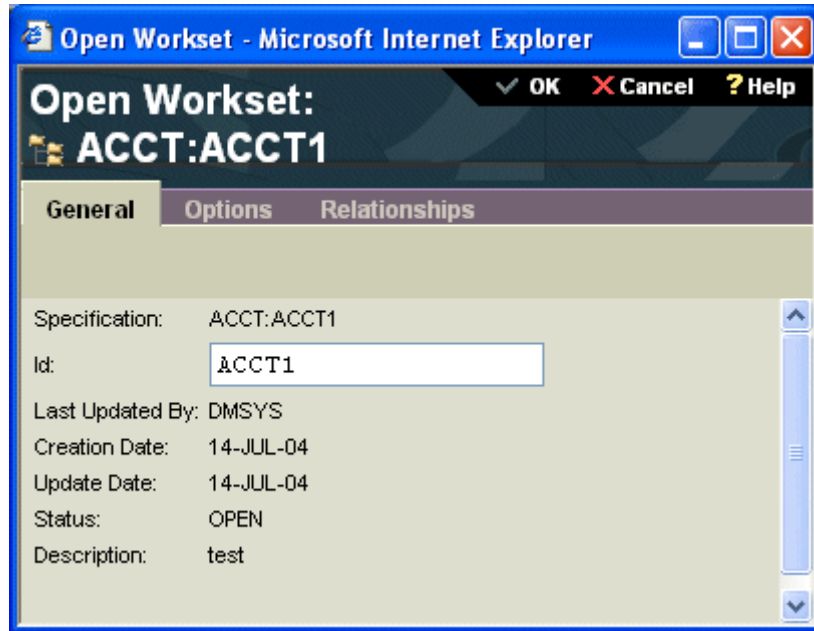 Open Workset - Microsoft Internet Explorer
Open Workset:
ACCT:ACCT1
OK Cancel ? Help
General Options Relationships
Specification: ACCT:ACCT1
Id: ACCT1
Last Updated By: DMSYS
Creation Date: 14-JUL-04
Update Date: 14-JUL-04
Status: OPEN
Description: test